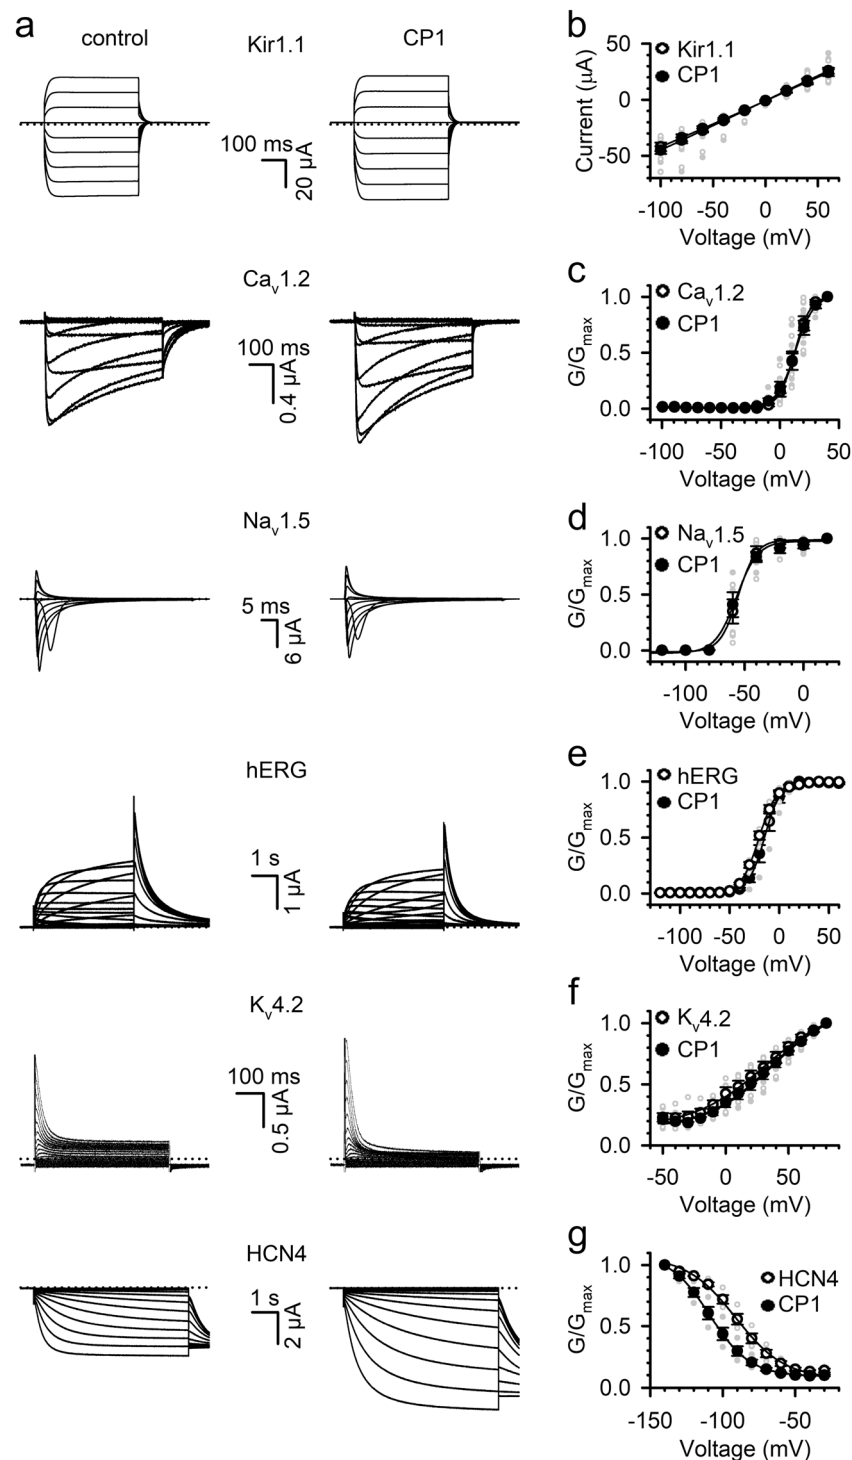 a
control
Kir1.1
CP1
100 ms
20 µA
b
Kir1.1
CP1
Current (µA)
50
0
-50
-100 -50 0 50
Voltage (mV)
Cav1.2
100 ms
0.4 µA
c
Cav1.2
CP1
G/Gmax
1.0
0.5
0.0
-100 -50 0 50
Voltage (mV)
Nav1.5
5 ms
6 µA
d
Nav1.5
CP1
G/Gmax
1.0
0.5
0.0
-100 -50 0
Voltage (mV)
hERG
1 s
1 µA
e
hERG
CP1
G/Gmax
1.0
0.5
0.0
-100 -50 0 50
Voltage (mV)
Kv4.2
100 ms
0.5 µA
f
Kv4.2
CP1
G/Gmax
1.0
0.5
0.0
-50 0 50
Voltage (mV)
HCN4
1 s
2 µA
g
HCN4
CP1
G/Gmax
1.0
0.5
0.0
-150 -100 -50
Voltage (mV)